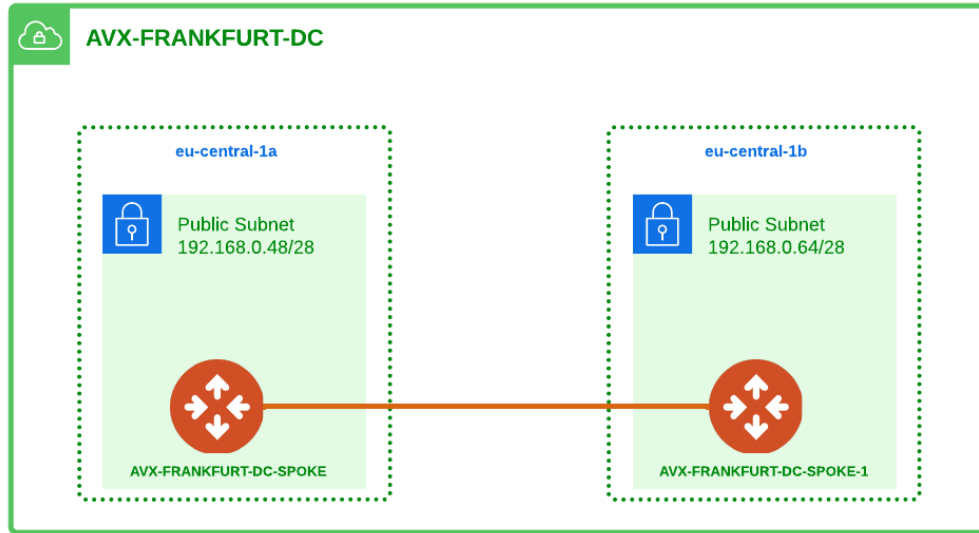 AVX-FRANKFURT-DC
eu-central-1a
Public Subnet
192.168.0.48/28
AVX-FRANKFURT-DC-SPOKE
eu-central-1b
Public Subnet
192.168.0.64/28
AVX-FRANKFURT-DC-SPOKE-1